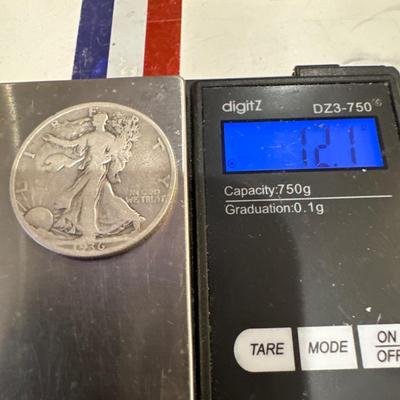 LIBERTY
IN GOD
WE TRUST
1936
digitZ
DZ3-750
12.1
Capacity:750g
Graduation:0.1g
TARE
MODE
ON
OFF